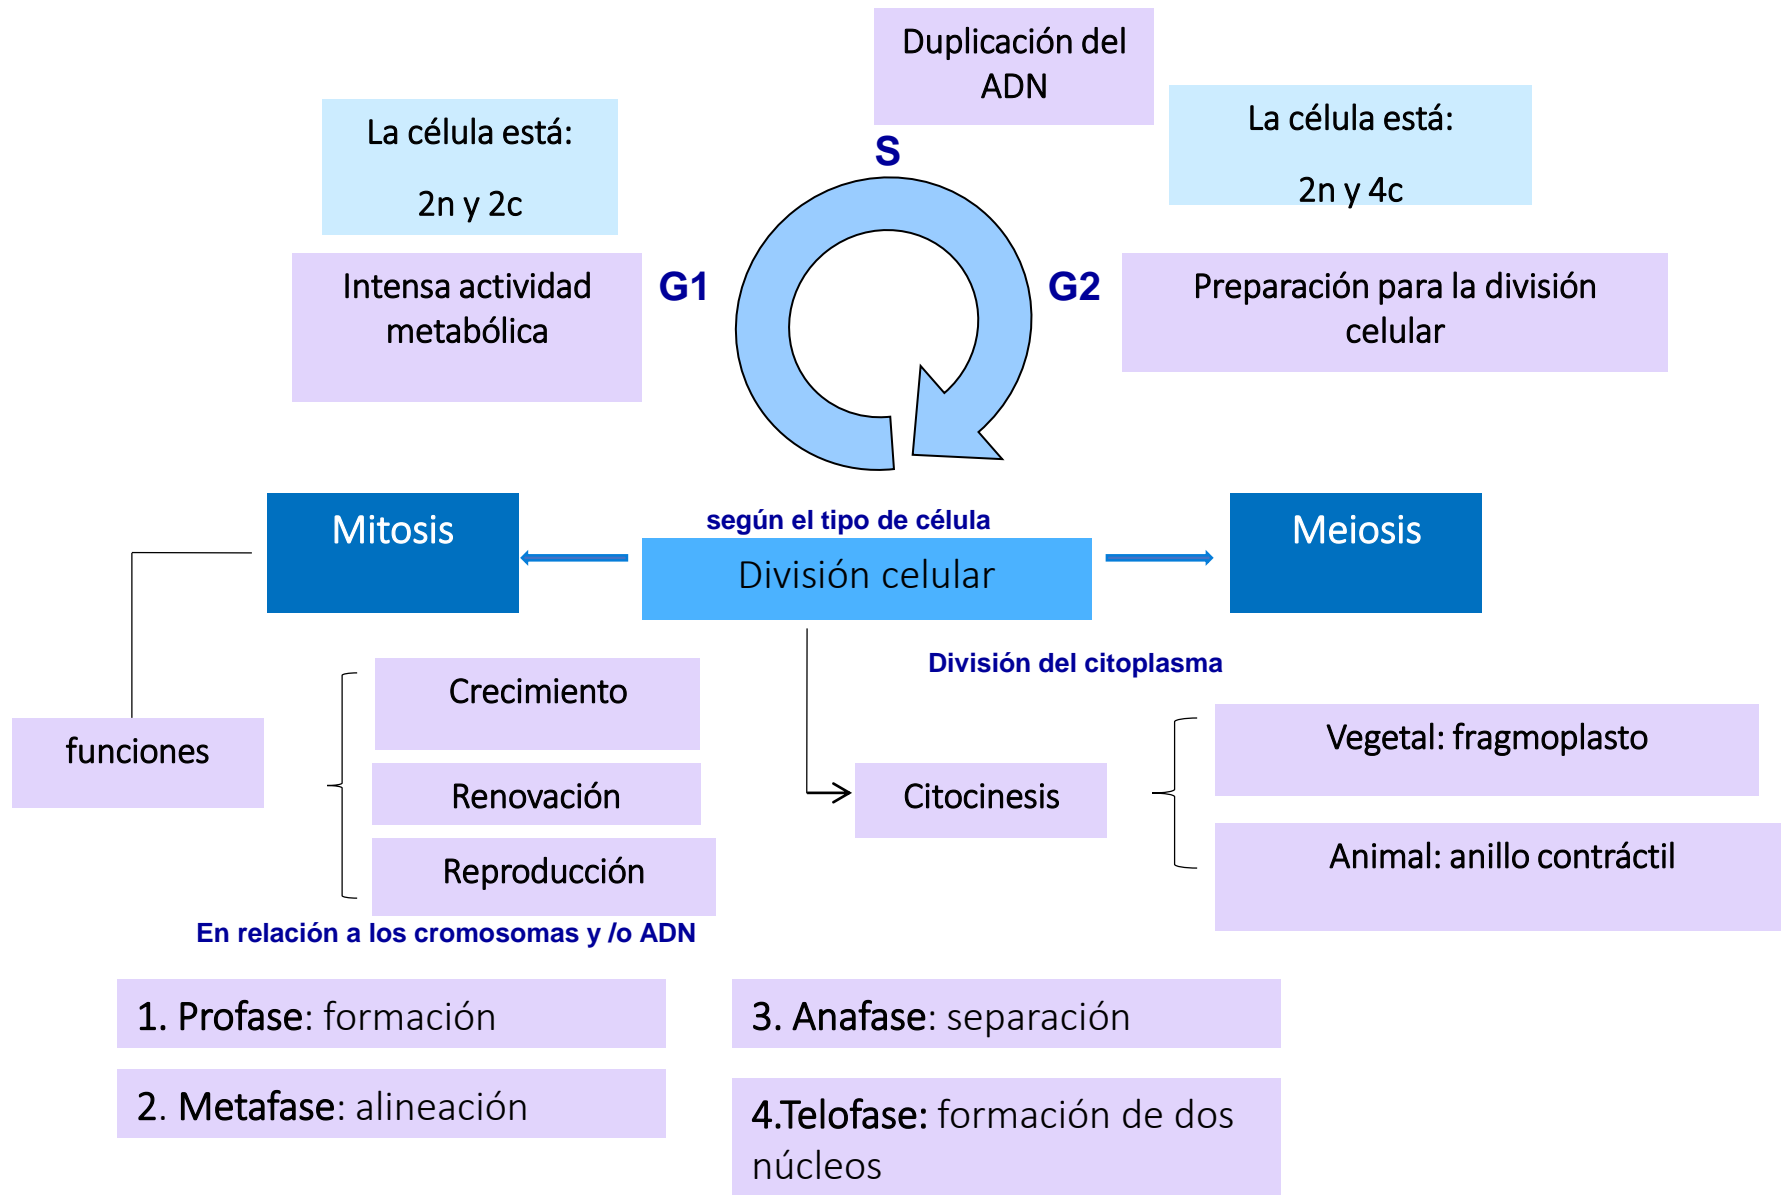 Duplicación del
ADN
La célula está:
2n y 2c
La célula está:
2n y 4c
S
G1
G2
Intensa actividad
metabólica
Preparación para la división
celular
Mitosis
según el tipo de célula
División celular
Meiosis
División del citoplasma
funciones
Crecimiento
Renovación
Reproducción
Citocinesis
Vegetal: fragmoplasto
Animal: anillo contráctil
En relación a los cromosomas y /o ADN
1. Profase: formación
2. Metafase: alineación
3. Anafase: separación
4.Telofase: formación de dos
núcleos